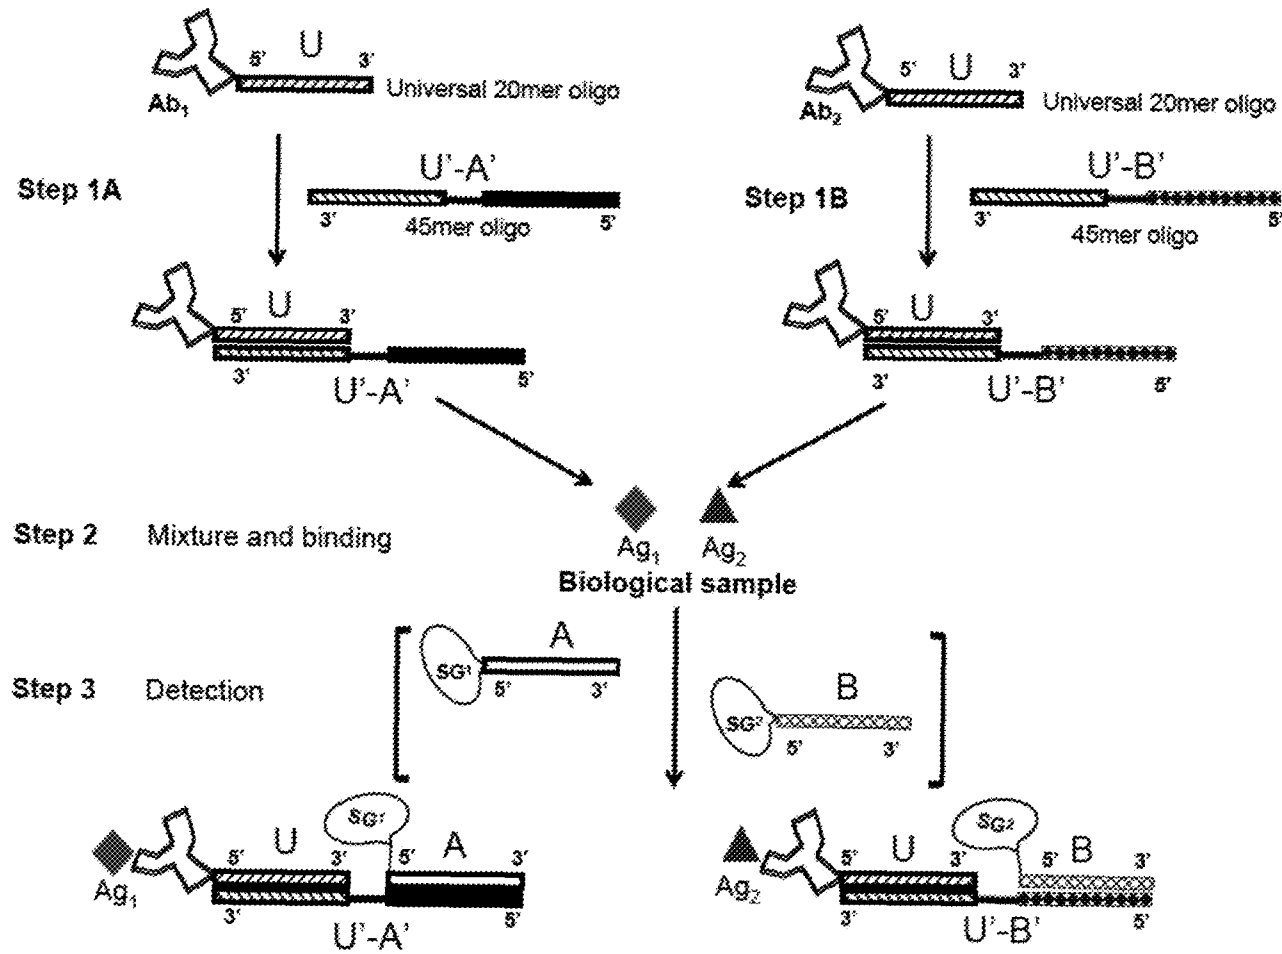 5' U 3'
Ab₁
Universal 20mer oligo
5' U 3'
Ab₂
Universal 20mer oligo
Step 1A
U'-A'
3' 5'
45mer oligo
Step 1B
U'-B'
3' 5'
45mer oligo
5' U 3'
3' 5'
U'-A'
5' U 3'
3' 5'
U'-B'
Step 2 Mixture and binding
Ag₁ Ag₂
Biological sample
Step 3 Detection
A
SG¹
5' 3'
B
SG²
5' 3'
SG¹
5' U 3' 5' A 3'
Ag₁
3' 5'
U'-A'
SG²
5' U 3' 5' B 3'
Ag₂
3' 5'
U'-B'